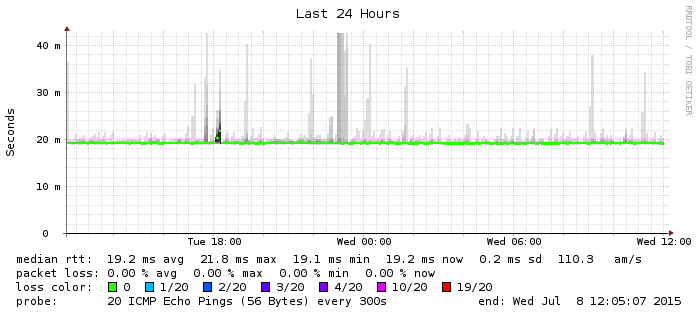 Last 24 Hours
RRDTOOL / TOBI OETIKER
Seconds
40 m
30 m
20 m
10 m
0
Tue 18:00 Wed 00:00 Wed 06:00 Wed 12:00
median rtt: 19.2 ms avg 21.8 ms max 19.1 ms min 19.2 ms now 0.2 ms sd 110.3 am/s
packet loss: 0.00 % avg 0.00 % max 0.00 % min 0.00 % now
loss color: 0 1/20 2/20 3/20 4/20 10/20 19/20
probe: 20 ICMP Echo Pings (56 Bytes) every 300s end: Wed Jul 8 12:05:07 2015